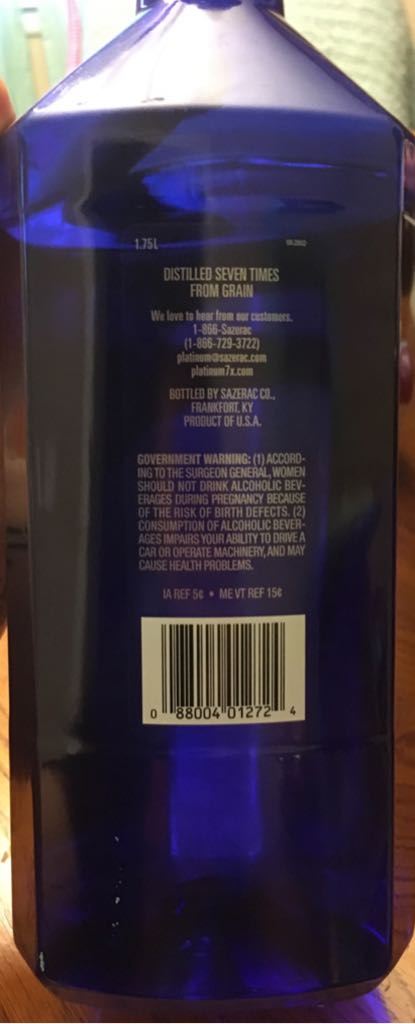 1.75L
DISTILLED SEVEN TIMES
FROM GRAIN
We love to hear from our customers.
1-866-Sazerac
(1-866-729-3722)
platinum@sazerac.com
platinum7x.com
BOTTLED BY SAZERAC CO.,
FRANKFORT, KY
PRODUCT OF U.S.A.
GOVERNMENT WARNING: (1) ACCORD-
ING TO THE SURGEON GENERAL, WOMEN
SHOULD NOT DRINK ALCOHOLIC BEV-
ERAGES DURING PREGNANCY BECAUSE
OF THE RISK OF BIRTH DEFECTS. (2)
CONSUMPTION OF ALCOHOLIC BEVER-
AGES IMPAIRS YOUR ABILITY TO DRIVE A
CAR OR OPERATE MACHINERY, AND MAY
CAUSE HEALTH PROBLEMS.
IA REF 5¢ • ME VT REF 15¢
0 88004 01272 4